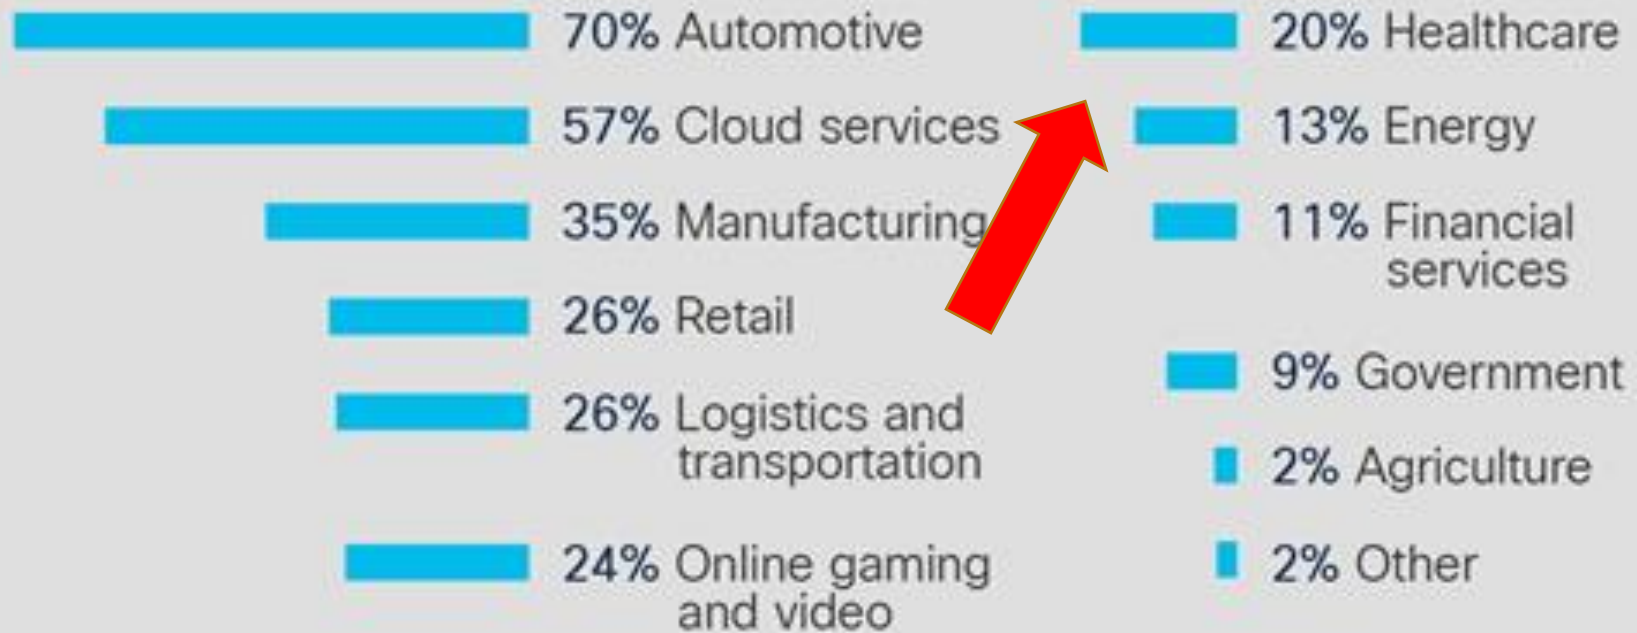 70% Automotive
57% Cloud services
35% Manufacturing
26% Retail
26% Logistics and
transportation
24% Online gaming
and video
20% Healthcare
13% Energy
11% Financial
services
9% Government
2% Agriculture
2% Other